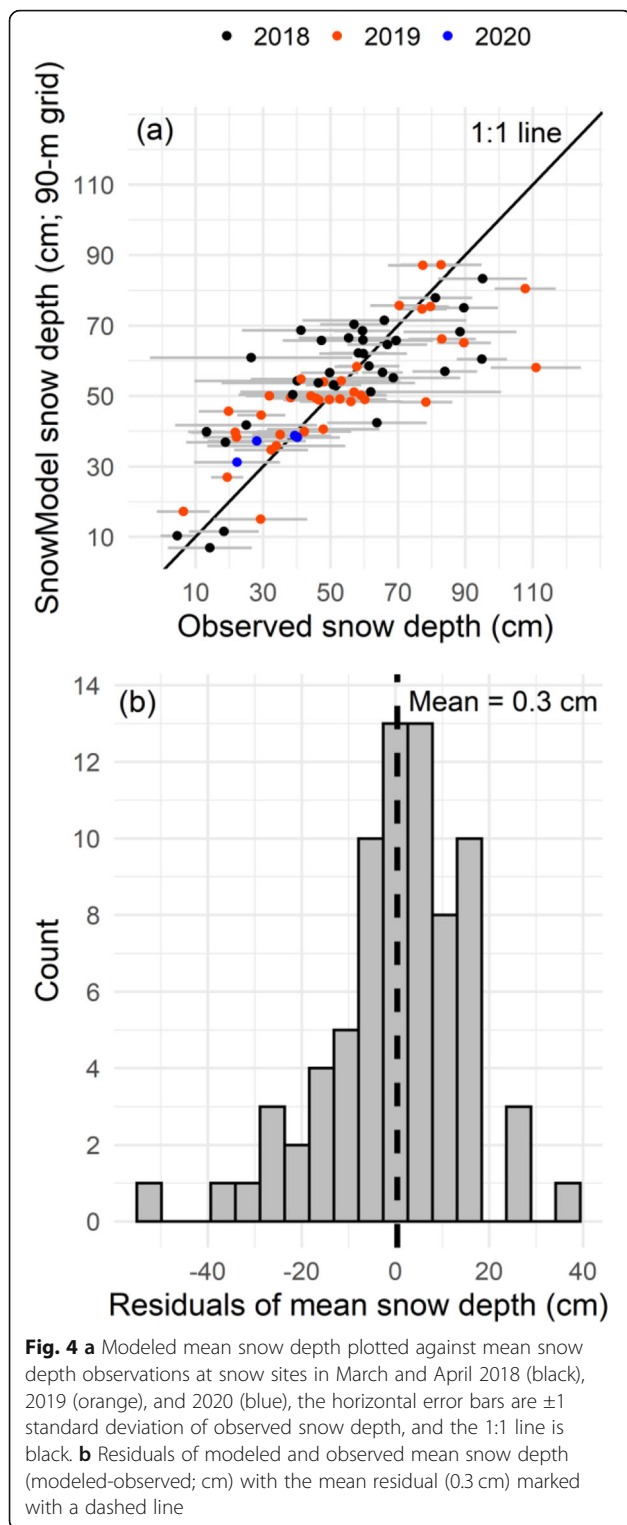 2018 2019 2020
(a)
1:1 line
SnowModel snow depth (cm; 90-m grid)
110
90
70
50
30
10
10 30 50 70 90 110
Observed snow depth (cm)
(b)
Mean = 0.3 cm
Count
14
12
10
8
6
4
2
0
-40 -20 0 20 40
Residuals of mean snow depth (cm)
Fig. 4 a Modeled mean snow depth plotted against mean snow
depth observations at snow sites in March and April 2018 (black),
2019 (orange), and 2020 (blue), the horizontal error bars are ±1
standard deviation of observed snow depth, and the 1:1 line is
black. b Residuals of modeled and observed mean snow depth
(modeled-observed; cm) with the mean residual (0.3 cm) marked
with a dashed line